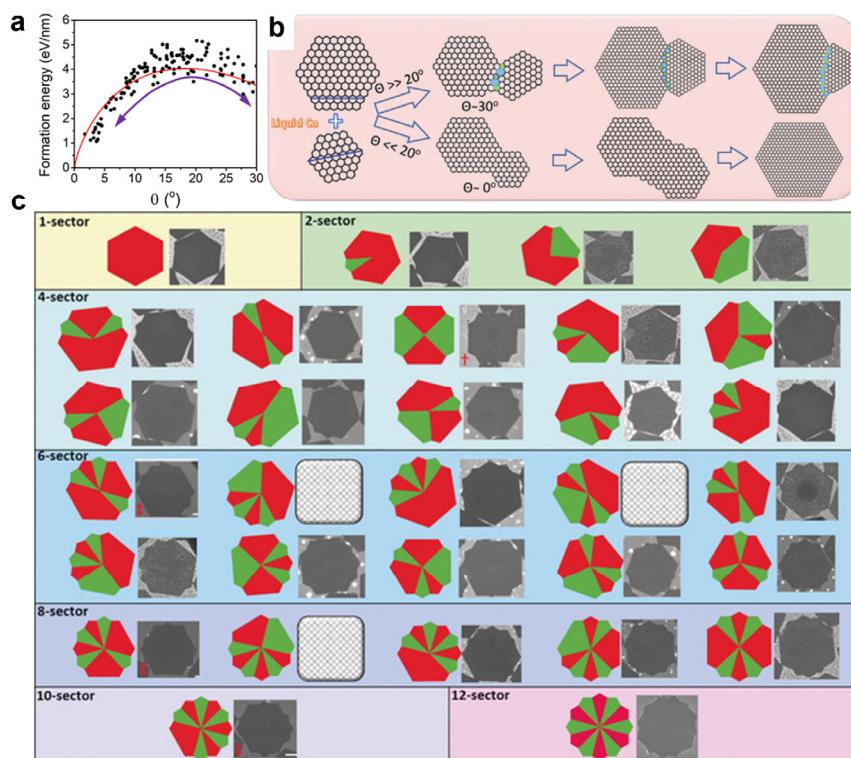 a
Formation energy (eV/nm)
6
5
4
3
2
1
0
0 5 10 15 20 25 30
θ (°)
b
Liquid Cu
+
Θ >> 20°
Θ << 20°
Θ~30°
Θ~ 0°
c
1-sector
2-sector
4-sector
†
6-sector
8-sector
10-sector
12-sector